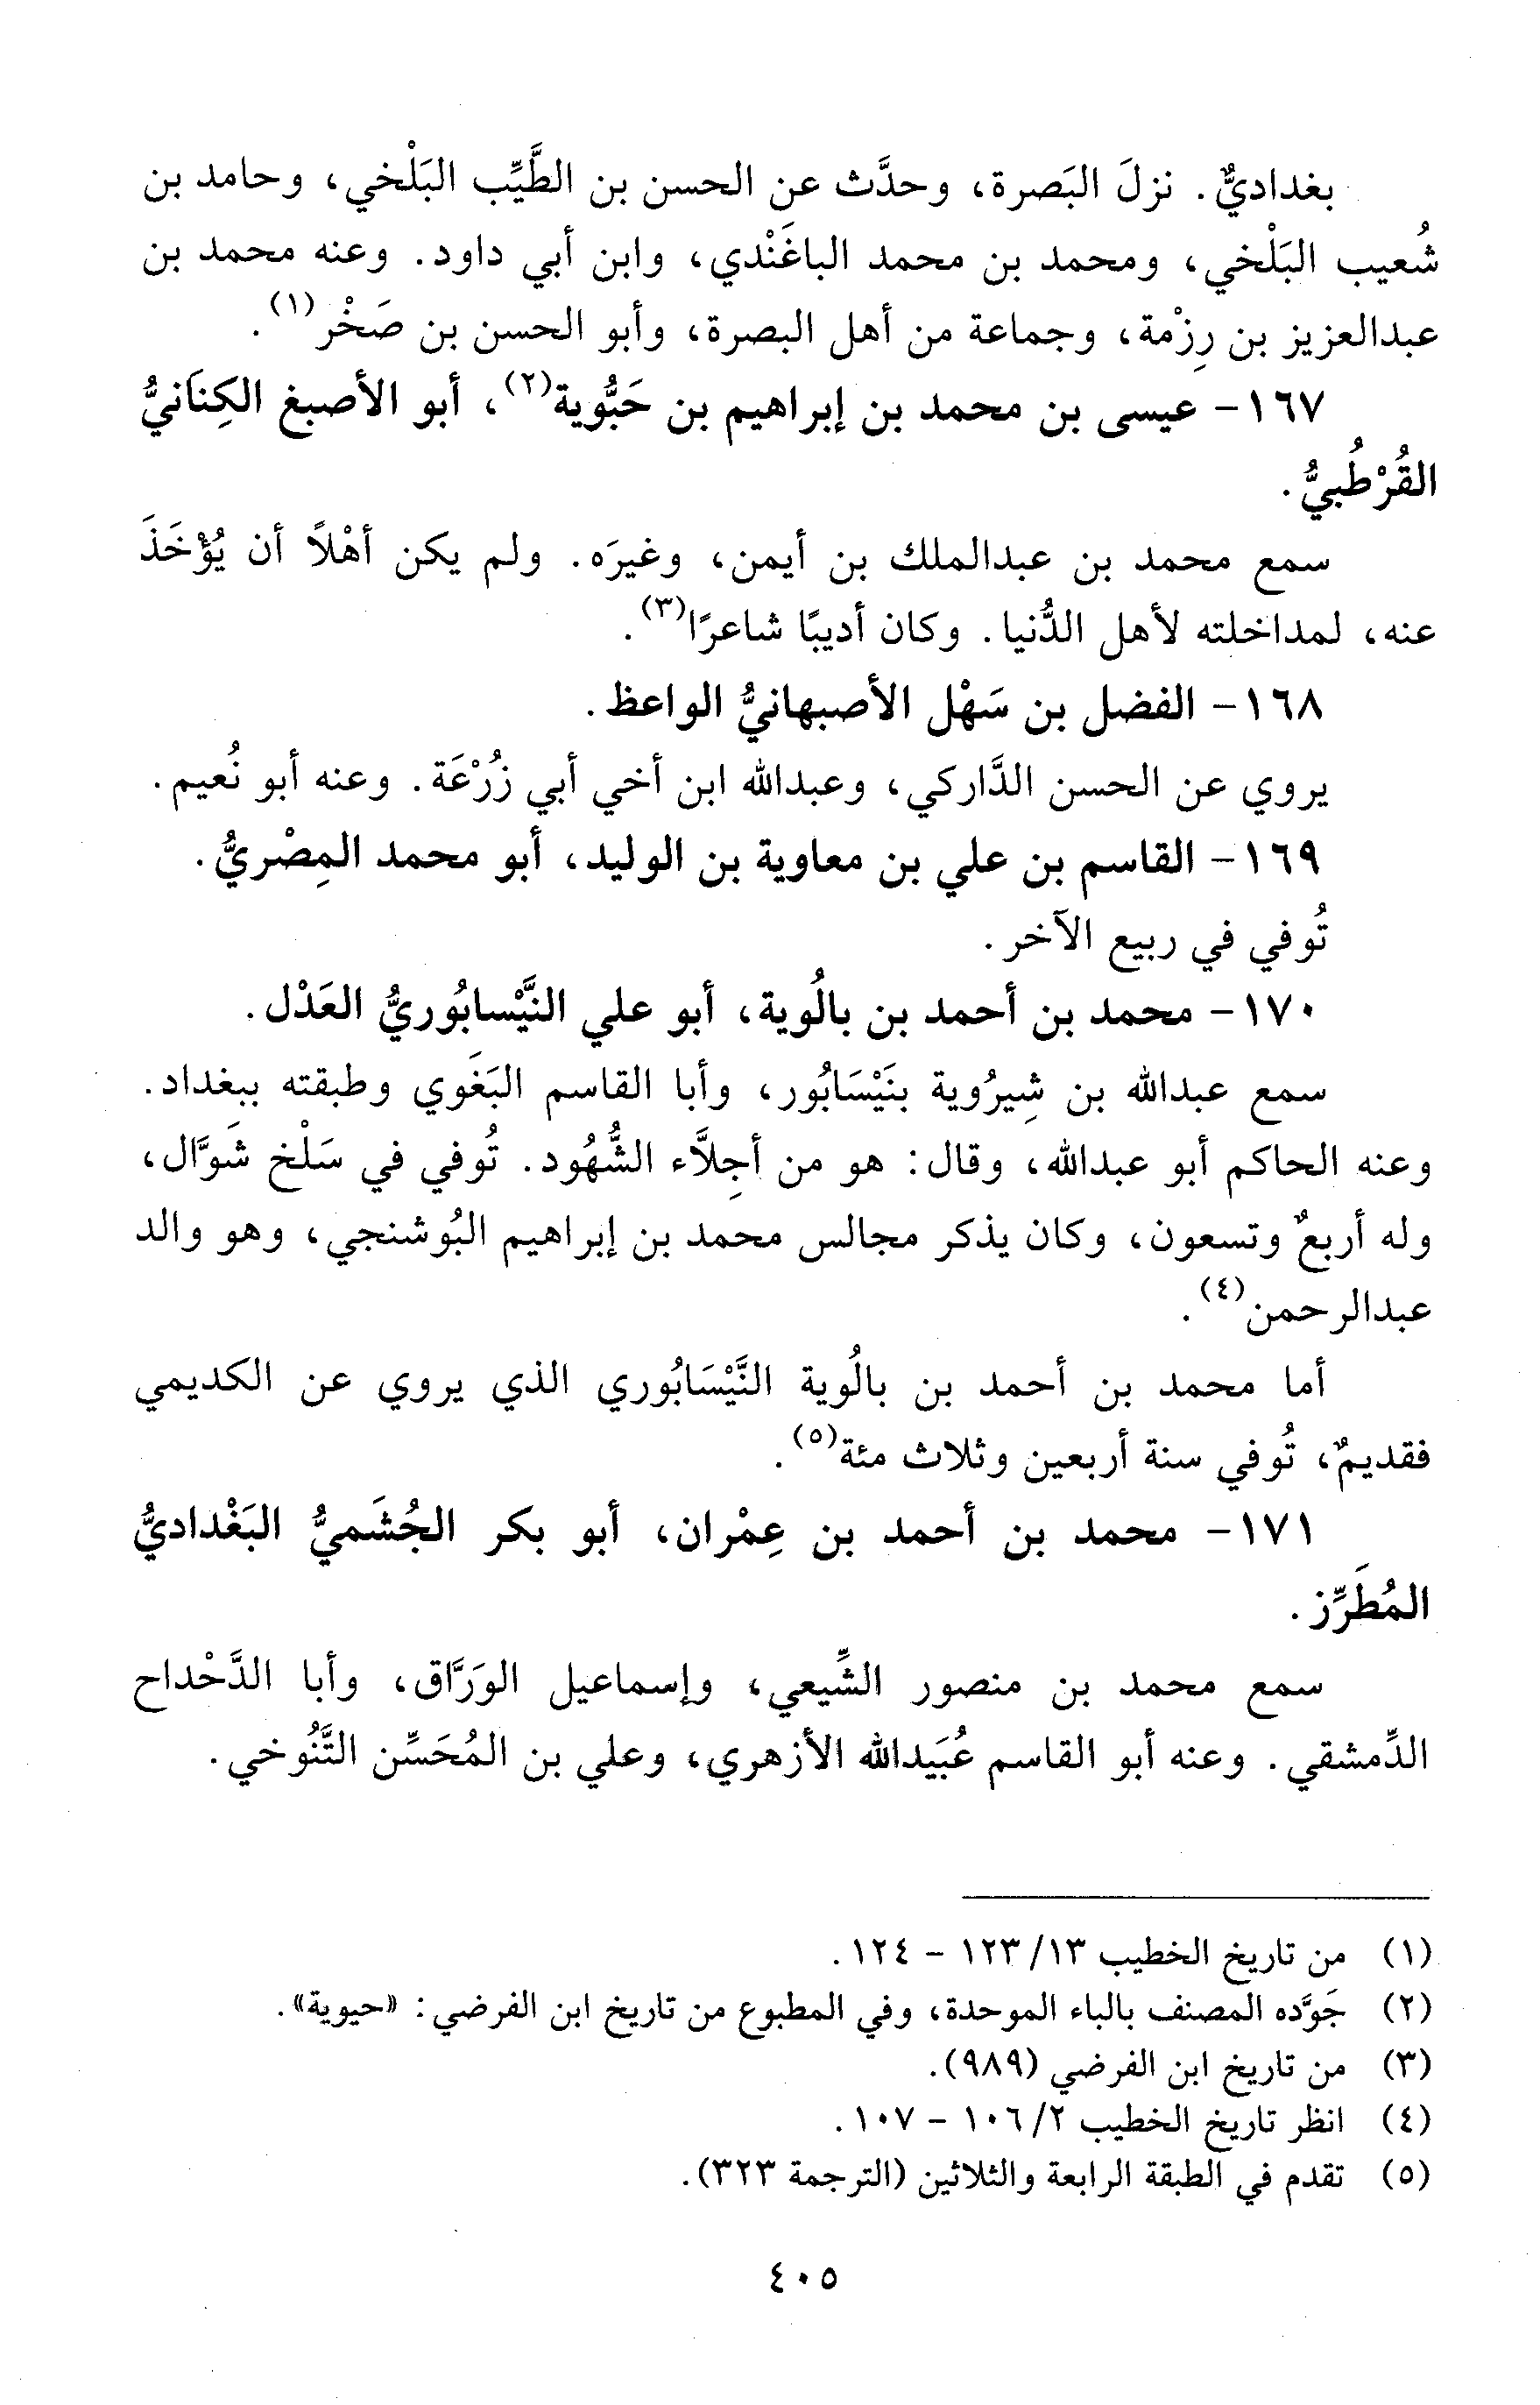 بغداديٌّ. نزلَ البَصرة، وحدَّث عن الحسن بن الطَّيِّب البَلْخي، وحامد بن
شُعيب البَلْخي، ومحمد بن محمد الباغَنْدي، وابن أبي داود. وعنه محمد بن
عبدالعزيز بن رِزْمة، وجماعة من أهل البصرة، وأبو الحسن بن صَخْر(١).
١٦٧- عيسى بن محمد بن إبراهيم بن حَبُّوية(٢)، أبو الأصبغ الكِنَانيُّ
القُرْطُبيُّ.
سمع محمد بن عبدالملك بن أيمن، وغيرَه. ولم يكن أهْلاً أن يُؤْخَذَ
عنه، لمداخلته لأهل الدُّنيا. وكان أديبًا شاعرًا(٣).
١٦٨- الفضل بن سَهْل الأصبهانيُّ الواعظ.
يروي عن الحسن الدَّاركي، وعبدالله ابن أخي أبي زُرْعَة. وعنه أبو نُعيم.
١٦٩- القاسم بن علي بن معاوية بن الوليد، أبو محمد المِصْريُّ.
تُوفي في ربيع الآخر.
١٧٠- محمد بن أحمد بن بالُوية، أبو علي النَّيْسابُوريُّ العَدْل.
سمع عبدالله بن شِيرُوية بنَيْسَابُور، وأبا القاسم البَغَوي وطبقته ببغداد.
وعنه الحاكم أبو عبدالله، وقال: هو من أجِلاَّء الشُّهُود. تُوفي في سَلْخ شَوَّال،
وله أربعٌ وتسعون، وكان يذكر مجالس محمد بن إبراهيم البُوشنجي، وهو والد
عبدالرحمن(٤).
أما محمد بن أحمد بن بالُوية النَّيْسَابُوري الذي يروي عن الكديمي
فقديمٌ، تُوفي سنة أربعين وثلاث مئة(٥).
١٧١- محمد بن أحمد بن عِمْران، أبو بكر الجُشَميُّ البَغْداديُّ
المُطَرِّز.
سمع محمد بن منصور الشِّيعي، وإسماعيل الوَرَّاق، وأبا الدَّحْداح
الدِّمشقي. وعنه أبو القاسم عُبَيدالله الأزهري، وعلي بن المُحَسِّن التَّنُوخي.
(١) من تاريخ الخطيب ١٣/ ١٢٣ - ١٢٤.
(٢) جَوَّده المصنف بالباء الموحدة، وفي المطبوع من تاريخ ابن الفرضي: «حيوية».
(٣) من تاريخ ابن الفرضي (٩٨٩).
(٤) انظر تاريخ الخطيب ٢/ ١٠٦ - ١٠٧.
(٥) تقدم في الطبقة الرابعة والثلاثين (الترجمة ٣٢٣).
٤٠٥